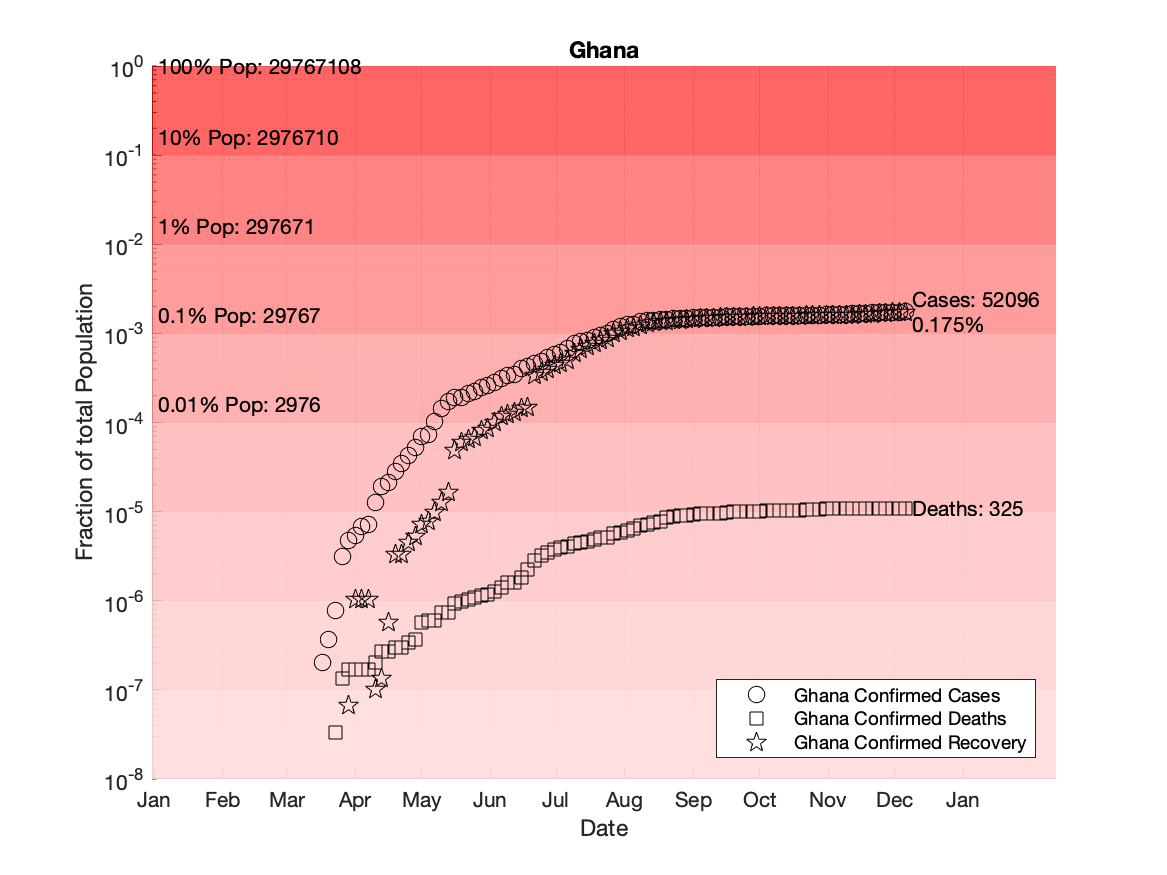 Ghana
10^0
100% Pop: 29767108
10% Pop: 2976710
10^-1
1% Pop: 297671
10^-2
0.1% Pop: 29767
10^-3
0.01% Pop: 2976
10^-4
10^-5
10^-6
10^-7
10^-8
Fraction of total Population
Cases: 52096
0.175%
Deaths: 325
Ghana Confirmed Cases
Ghana Confirmed Deaths
Ghana Confirmed Recovery
Jan Feb Mar Apr May Jun Jul Aug Sep Oct Nov Dec Jan
Date